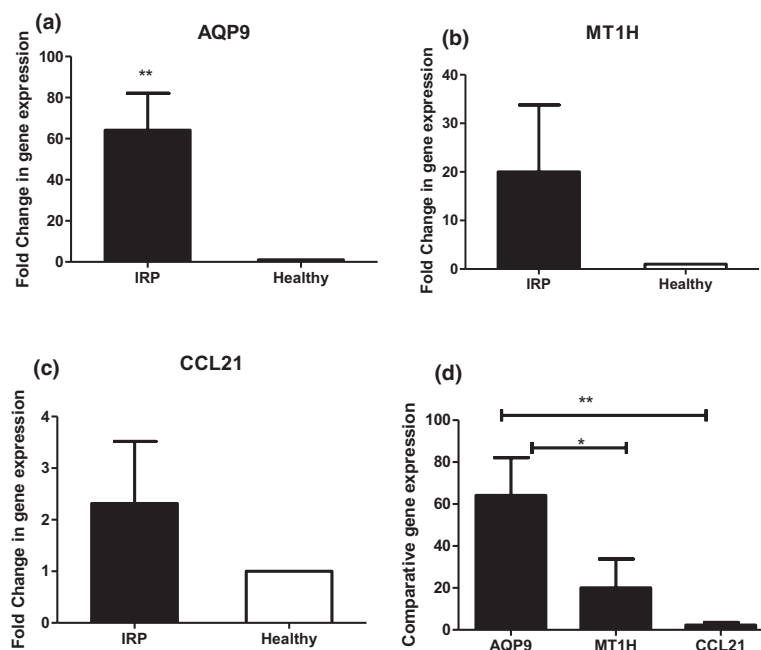 (a)
AQP9
Fold Change in gene expression
100
80
60
40
20
0
**
IRP
Healthy
(b)
MT1H
Fold Change in gene expression
40
30
20
10
0
IRP
Healthy
(c)
CCL21
Fold Change in gene expression
4
3
2
1
0
IRP
Healthy
(d)
Comparative gene expression
100
80
60
40
20
0
**
*
AQP9
MT1H
CCL21